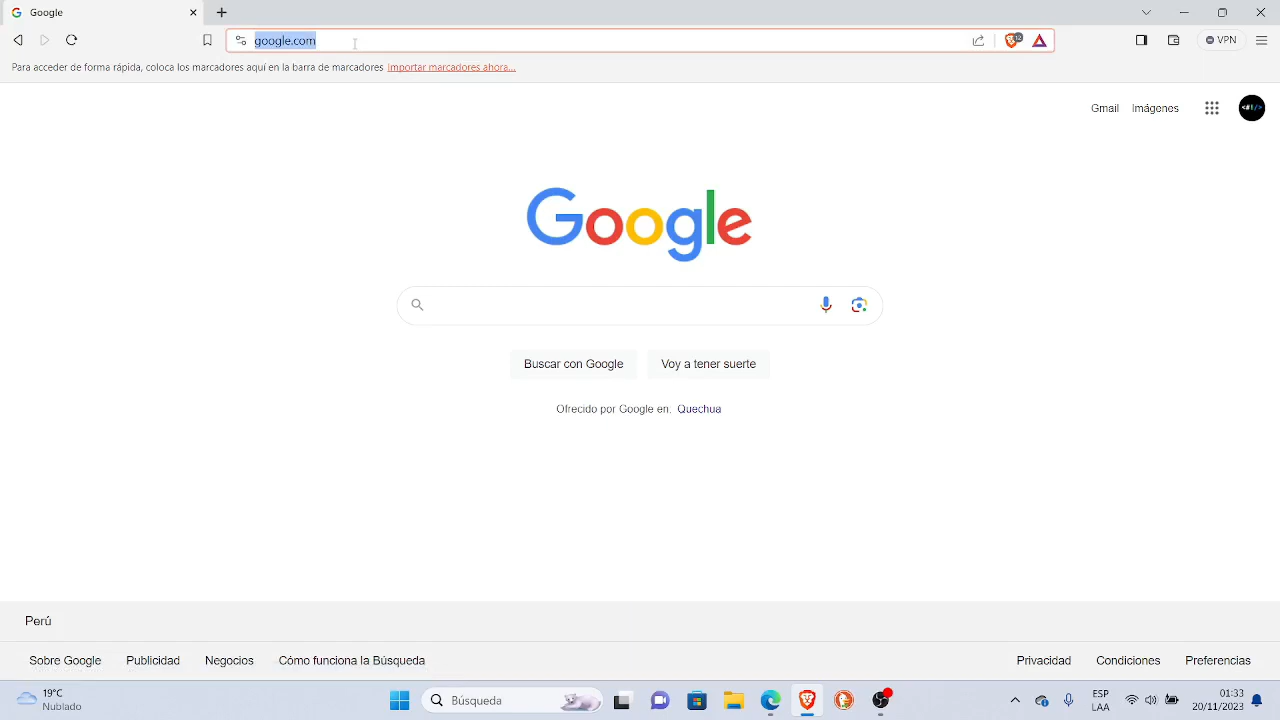 Google
google.com
12
VPN
Para acceder de forma rápida, coloca los marcadores aquí en la barra de marcadores Importar marcadores ahora...
Gmail Imágenes
<#!/>
Google
Buscar con Google Voy a tener suerte
Ofrecido por Google en: Quechua
Perú
Sobre Google Publicidad Negocios Cómo funciona la Búsqueda Privacidad Condiciones Preferencias
19°C
Nublado
Búsqueda
ESP
LAA
01:33
20/11/2023